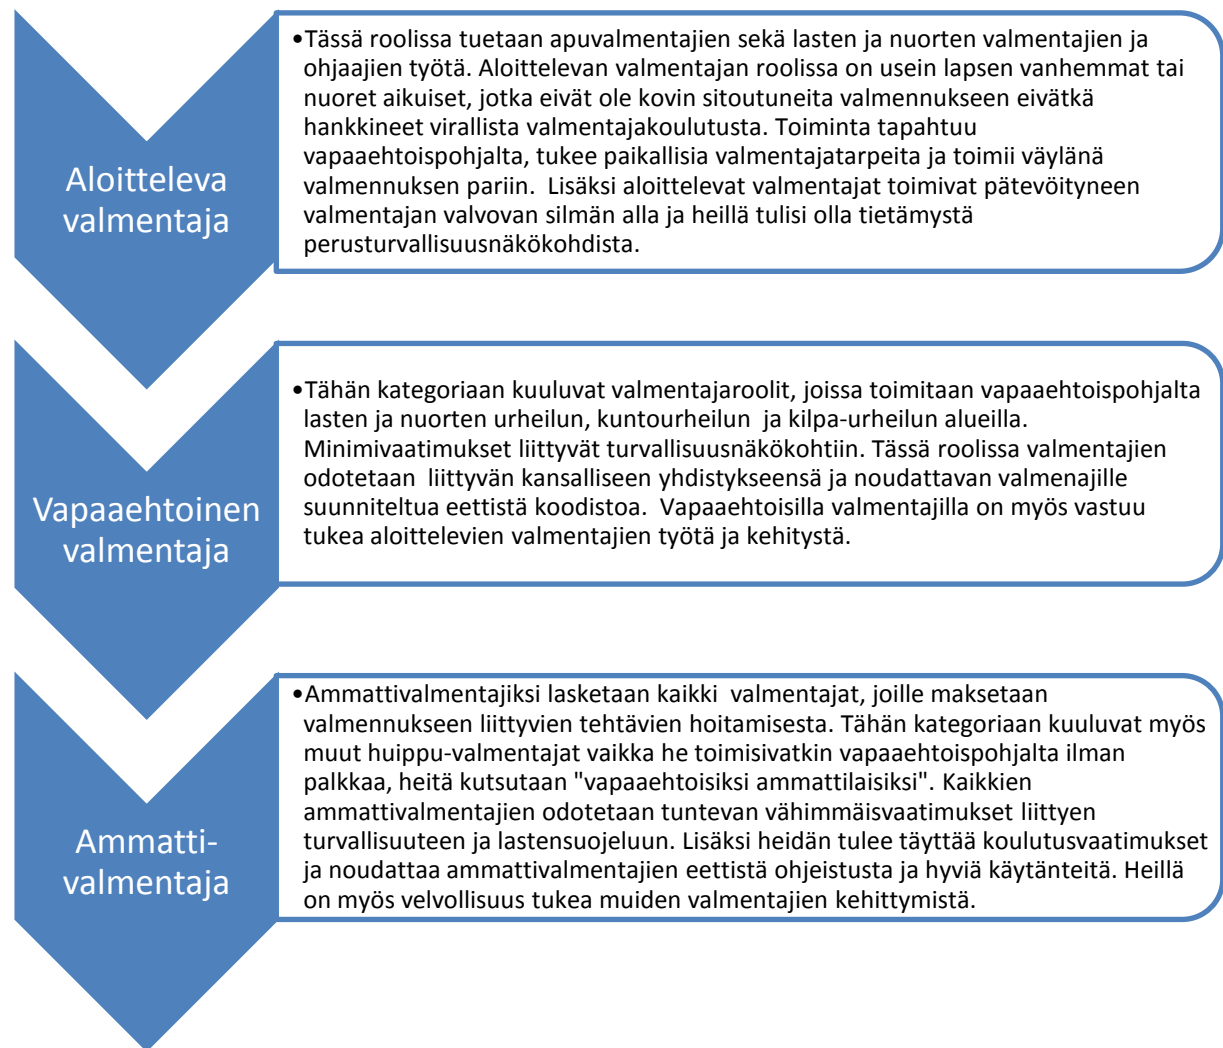 Aloitteleva
valmentaja
•Tässä roolissa tuetaan apuvalmentajien sekä lasten ja nuorten valmentajien ja
ohjaajien työtä. Aloittelevan valmentajan roolissa on usein lapsen vanhemmat tai
nuoret aikuiset, jotka eivät ole kovin sitoutuneita valmennukseen eivätkä
hankkineet virallista valmentajakoulutusta. Toiminta tapahtuu
vapaaehtoispohjalta, tukee paikallisia valmentajatarpeita ja toimii väylänä
valmennuksen pariin.  Lisäksi aloittelevat valmentajat toimivat pätevöityneen
valmentajan valvovan silmän alla ja heillä tulisi olla tietämystä
perusturvallisuusnäkökohdista.
Vapaaehtoinen
valmentaja
•Tähän kategoriaan kuuluvat valmentajaroolit, joissa toimitaan vapaaehtoispohjalta
lasten ja nuorten urheilun, kuntourheilun  ja kilpa-urheilun alueilla.
Minimivaatimukset liittyvät turvallisuusnäkökohtiin. Tässä roolissa valmentajien
odotetaan  liittyvän kansalliseen yhdistykseensä ja noudattavan valmenajille
suunniteltua eettistä koodistoa.  Vapaaehtoisilla valmentajilla on myös vastuu
tukea aloittelevien valmentajien työtä ja kehitystä.
Ammatti-
valmentaja
•Ammattivalmentajiksi lasketaan kaikki  valmentajat, joille maksetaan
valmennukseen liittyvien tehtävien hoitamisesta. Tähän kategoriaan kuuluvat myös
muut huippu-valmentajat vaikka he toimisivatkin vapaaehtoispohjalta ilman
palkkaa, heitä kutsutaan "vapaaehtoisiksi ammattilaisiksi". Kaikkien
ammattivalmentajien odotetaan tuntevan vähimmäisvaatimukset liittyen
turvallisuuteen ja lastensuojeluun. Lisäksi heidän tulee täyttää koulutusvaatimukset
ja noudattaa ammattivalmentajien eettistä ohjeistusta ja hyviä käytänteitä. Heillä
on myös velvollisuus tukea muiden valmentajien kehittymistä.